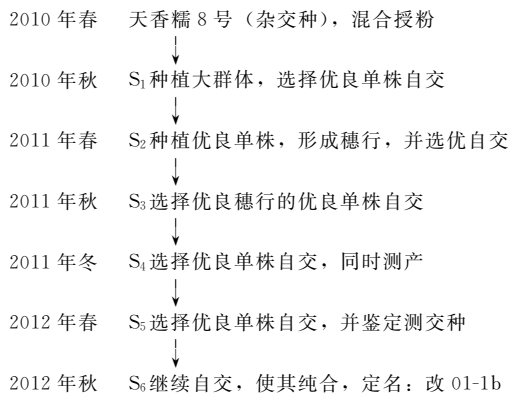 2010 年春 天香糯 8 号（杂交种），混合授粉
2010 年秋 S₁种植大群体，选择优良单株自交
2011 年春 S₂种植优良单株，形成穗行，并选优自交
2011 年秋 S₃选择优良穗行的优良单株自交
2011 年冬 S₄选择优良单株自交，同时测产
2012 年春 S₅选择优良单株自交，并鉴定测交种
2012 年秋 S₆继续自交，使其纯合，定名：改 01-1b